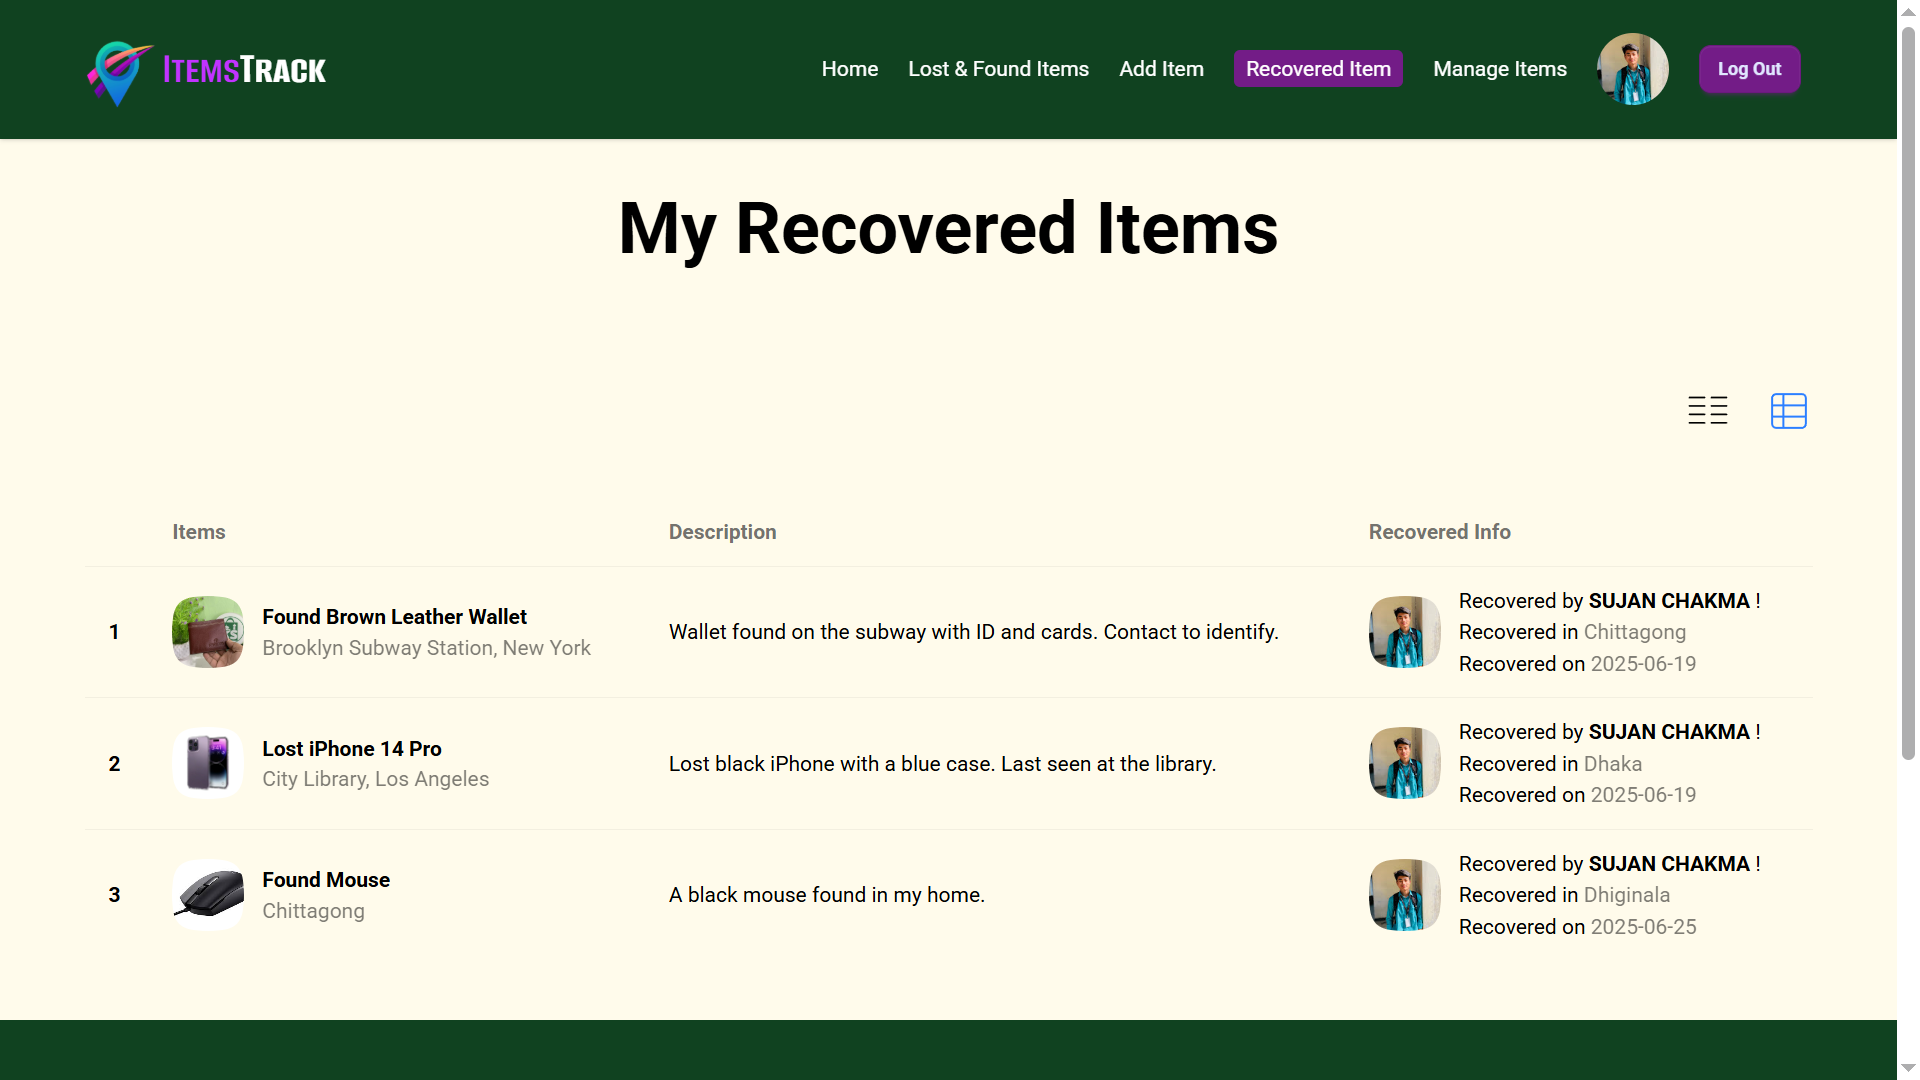 ITEMSTRACK
Home
Lost & Found Items
Add Item
Recovered Item
Manage Items
Log Out
My Recovered Items
Items
Description
Recovered Info
1
Found Brown Leather Wallet
Brooklyn Subway Station, New York
Wallet found on the subway with ID and cards. Contact to identify.
Recovered by SUJAN CHAKMA !
Recovered in Chittagong
Recovered on 2025-06-19
2
Lost iPhone 14 Pro
City Library, Los Angeles
Lost black iPhone with a blue case. Last seen at the library.
Recovered by SUJAN CHAKMA !
Recovered in Dhaka
Recovered on 2025-06-19
3
Found Mouse
Chittagong
A black mouse found in my home.
Recovered by SUJAN CHAKMA !
Recovered in Dhiginala
Recovered on 2025-06-25